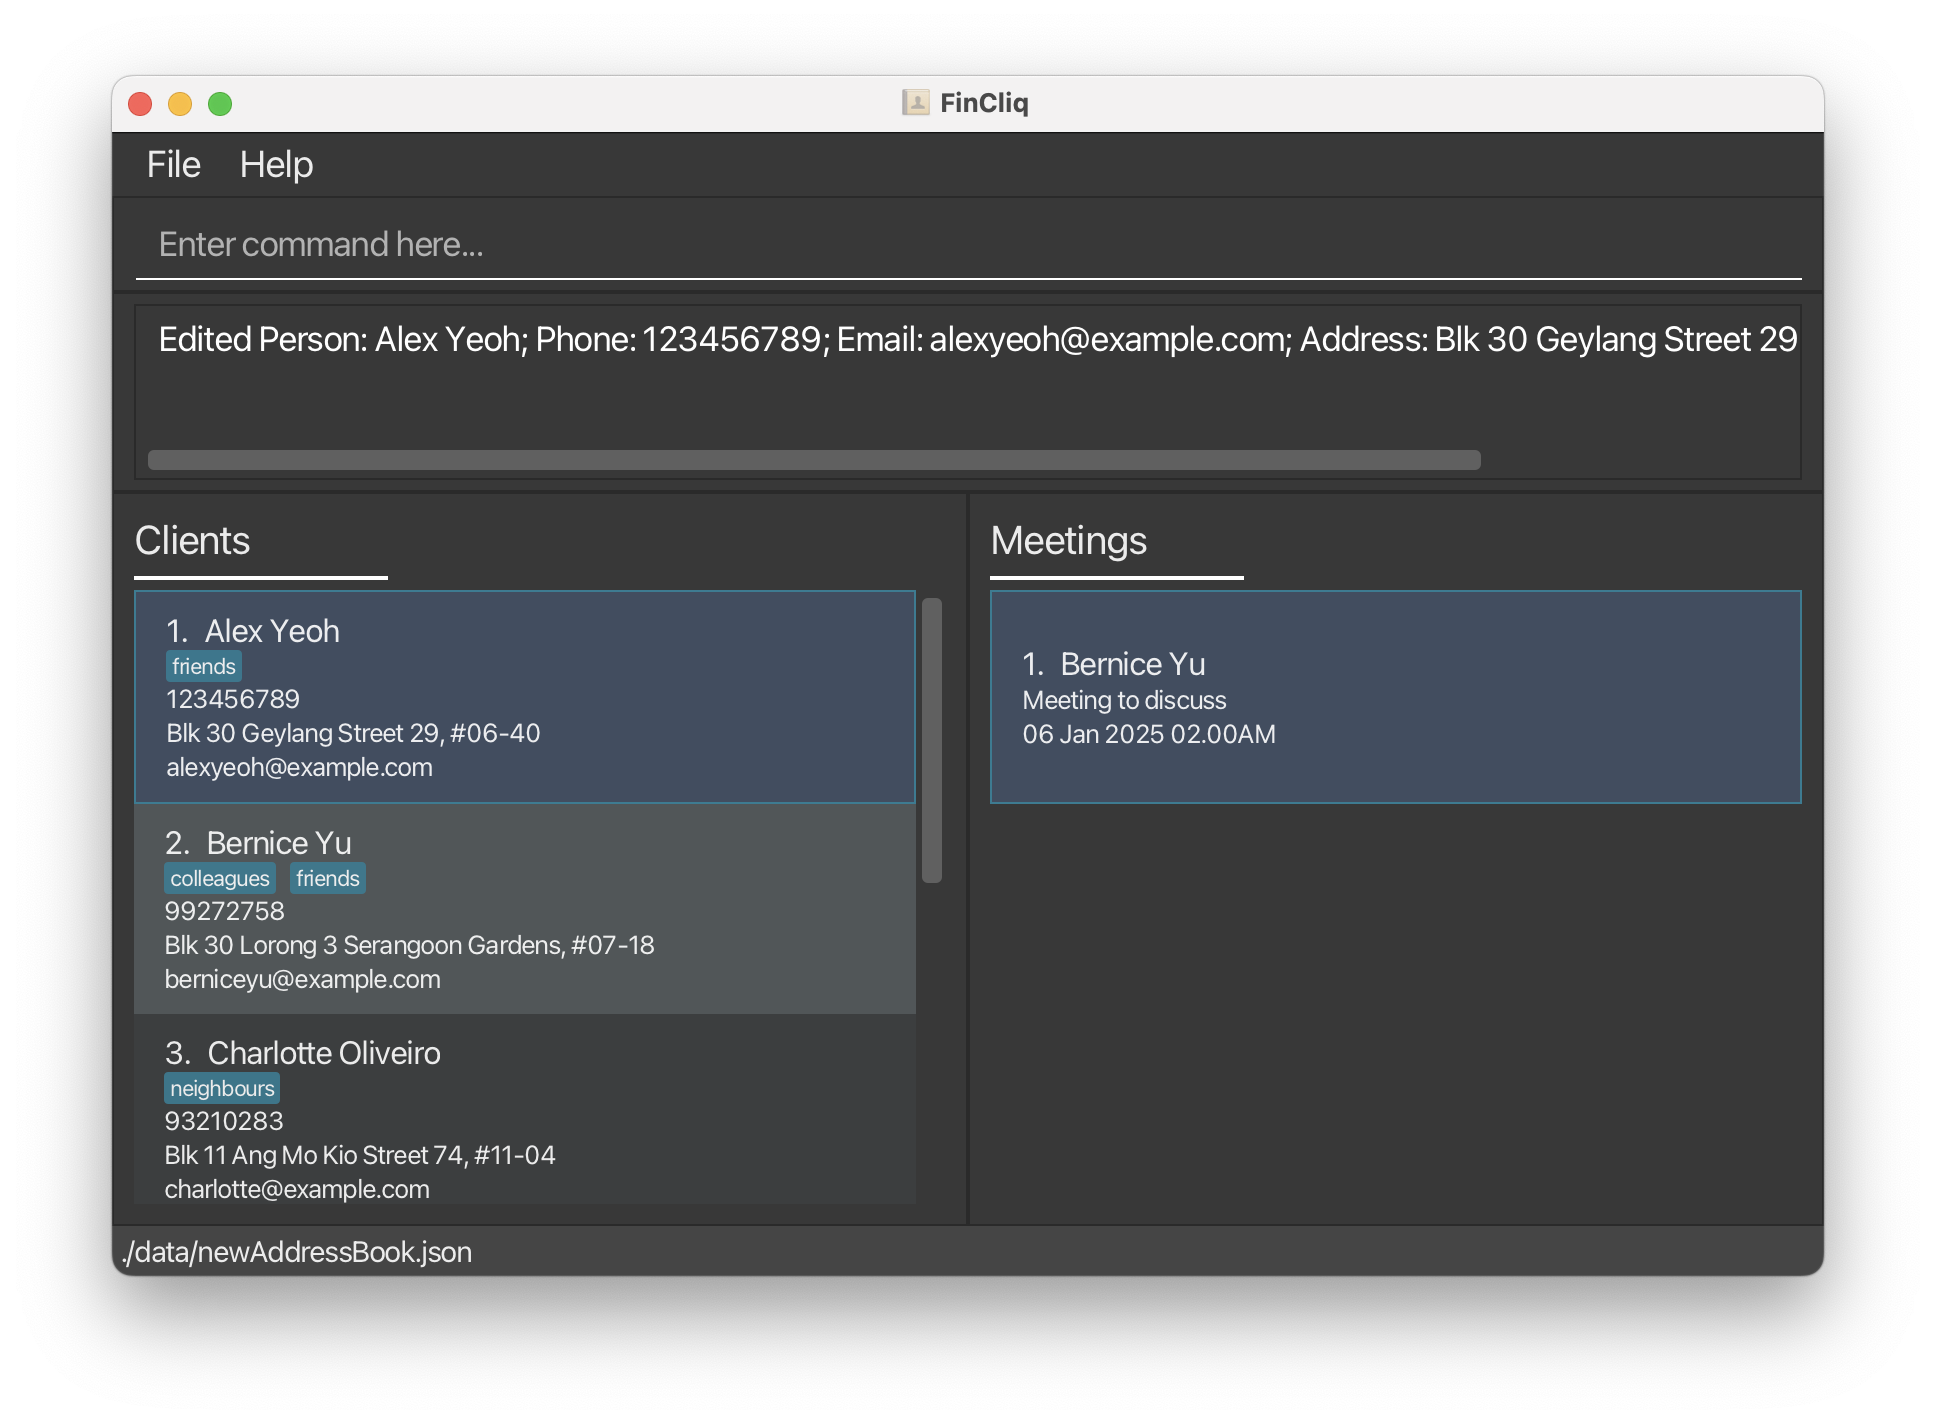 FinCliq
File Help
Enter command here...
Edited Person: Alex Yeoh; Phone: 123456789; Email: alexyeoh@example.com; Address: Blk 30 Geylang Street 29
Clients
1. Alex Yeoh
friends
123456789
Blk 30 Geylang Street 29, #06-40
alexyeoh@example.com
2. Bernice Yu
colleagues friends
99272758
Blk 30 Lorong 3 Serangoon Gardens, #07-18
berniceyu@example.com
3. Charlotte Oliveiro
neighbours
93210283
Blk 11 Ang Mo Kio Street 74, #11-04
charlotte@example.com
Meetings
1. Bernice Yu
Meeting to discuss
06 Jan 2025 02.00AM
./data/newAddressBook.json